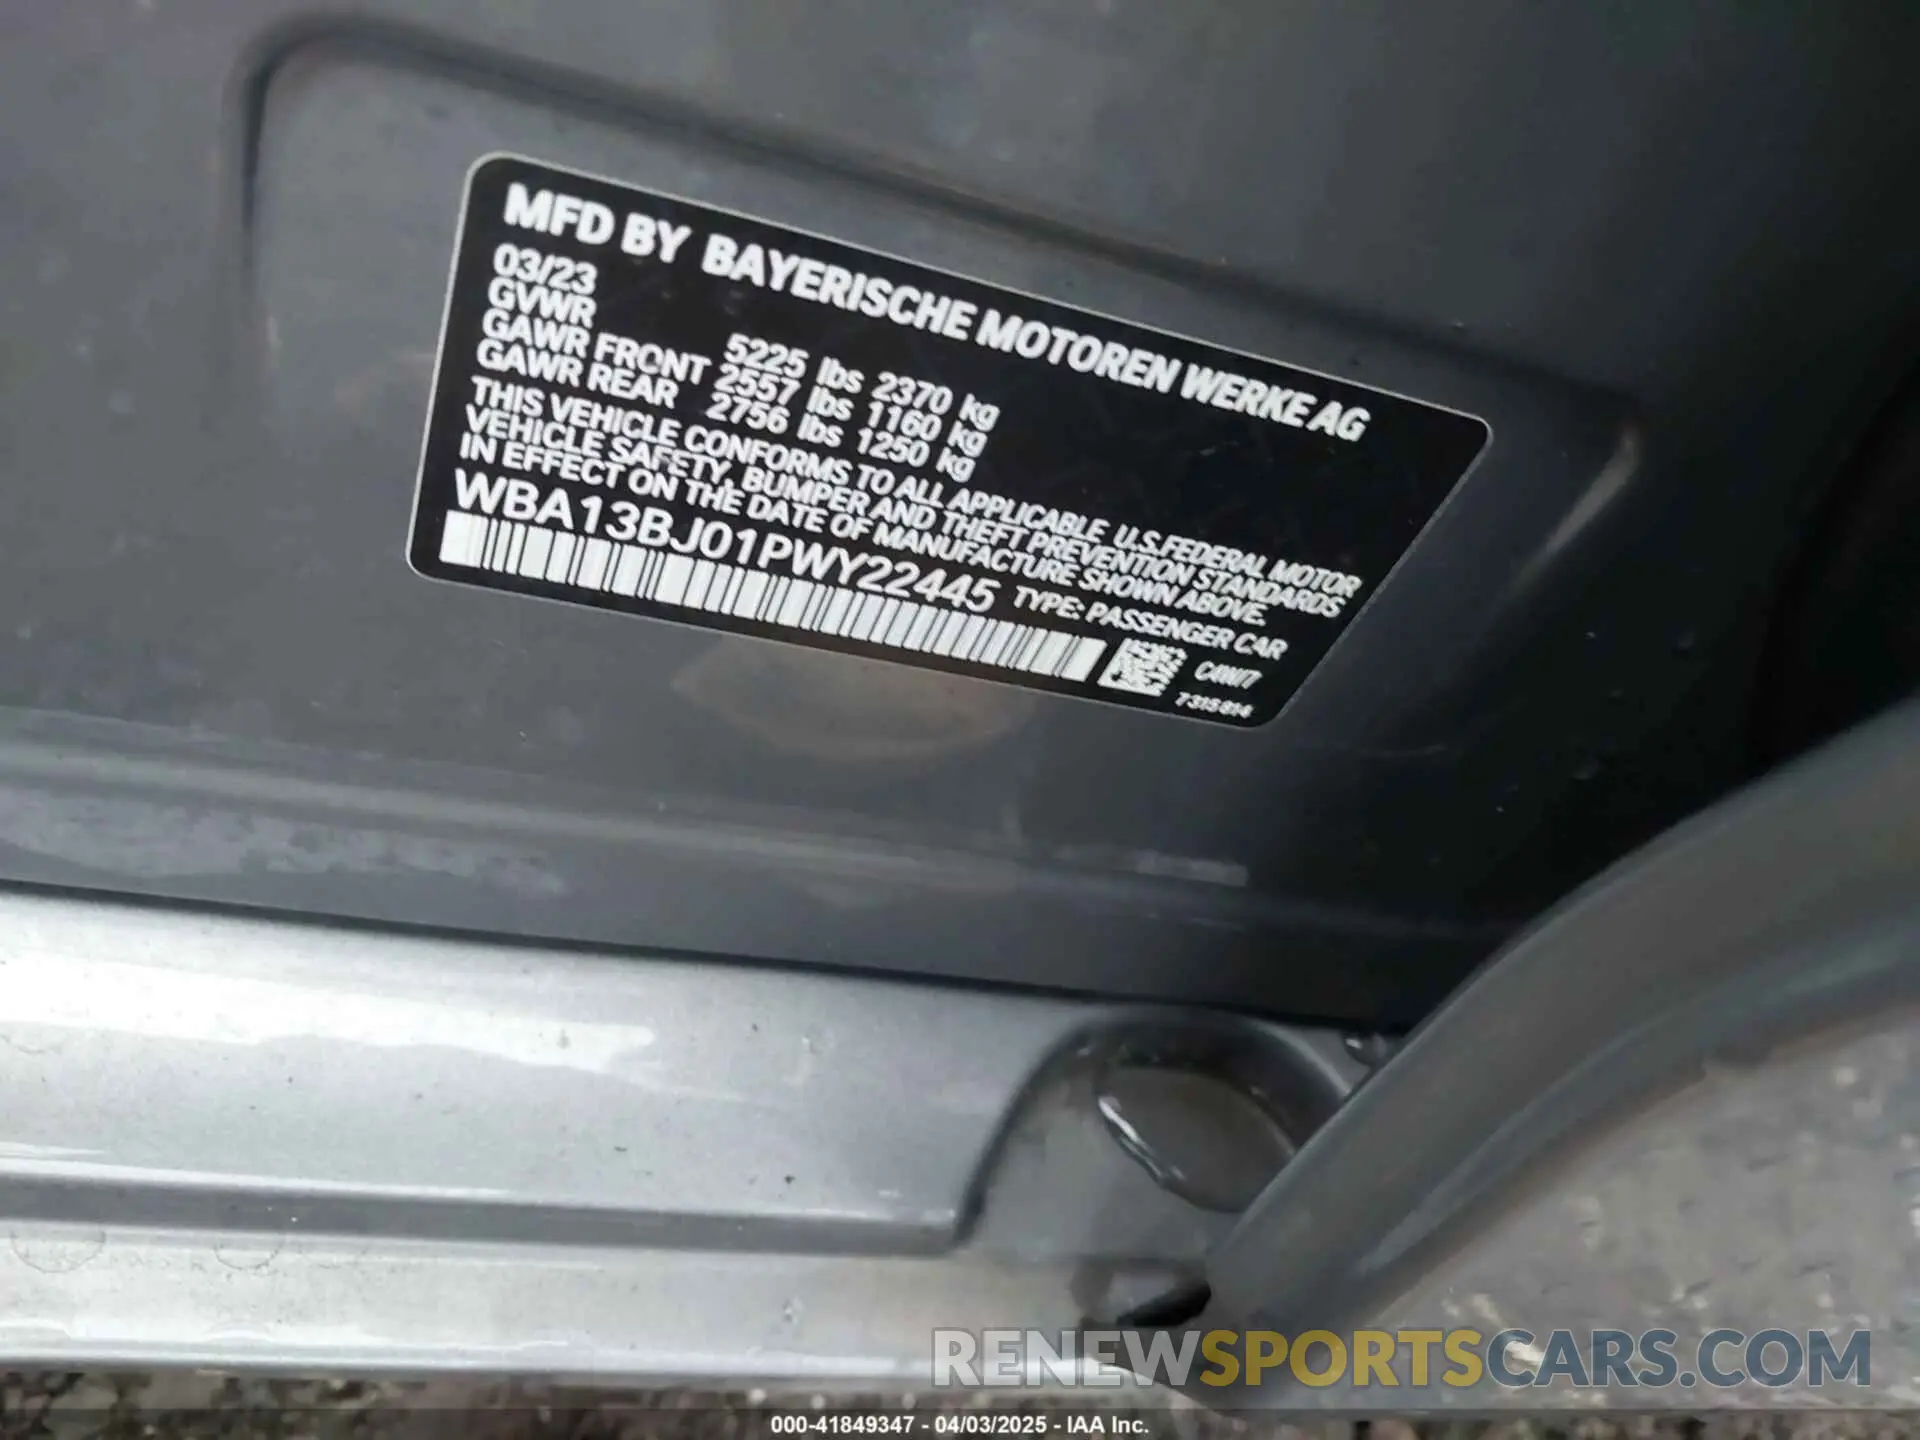 MFD BY BAYERISCHE MOTOREN WERKE AG
03/23
GVWR 5225 lbs 2370 kg
GAWR FRONT 2557 lbs 1160 kg
GAWR REAR 2756 lbs 1250 kg
THIS VEHICLE CONFORMS TO ALL APPLICABLE U.S.FEDERAL MOTOR
VEHICLE SAFETY, BUMPER AND THEFT PREVENTION STANDARDS
IN EFFECT ON THE DATE OF MANUFACTURE SHOWN ABOVE.
WBA13BJ01PWY22445 TYPE: PASSENGER CAR
7315814
RENEWSPORTSCARS.COM
000-41849347 - 04/03/2025 - IAA Inc.